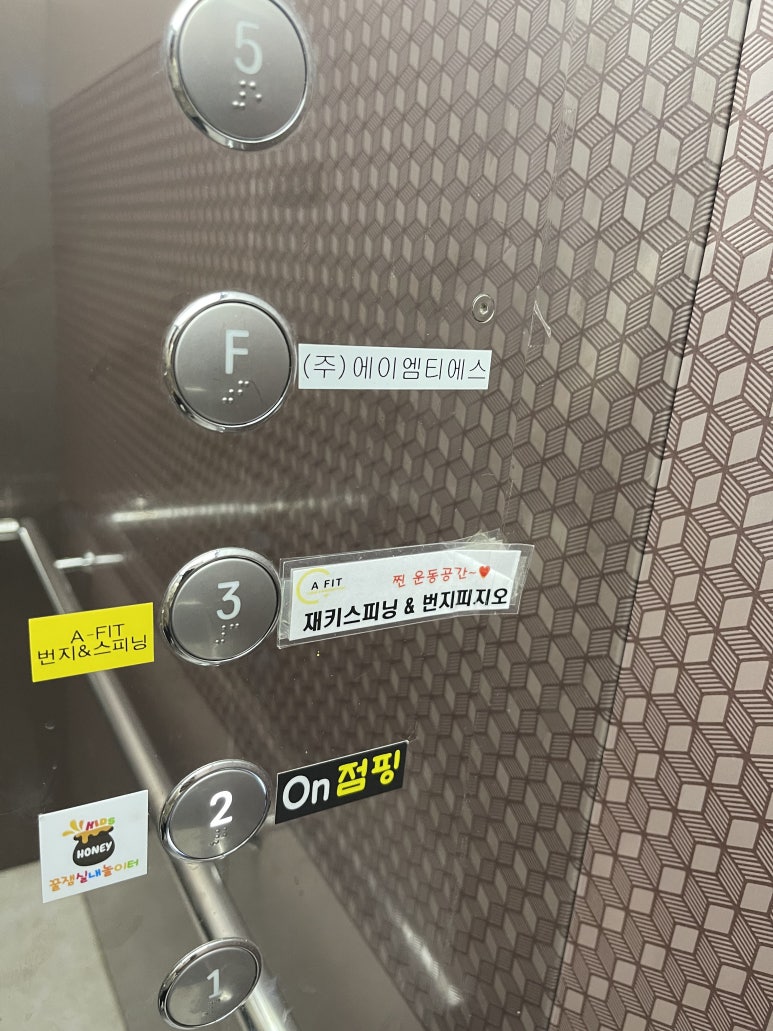 5
F
(주)에이엠티에스
3
A FIT
찐 운동공간~♥
재키스피닝 & 번지피지오
A-FIT
번지&스피닝
2
On점핑
KIDS
HONEY
꿀잼실내놀이터
1